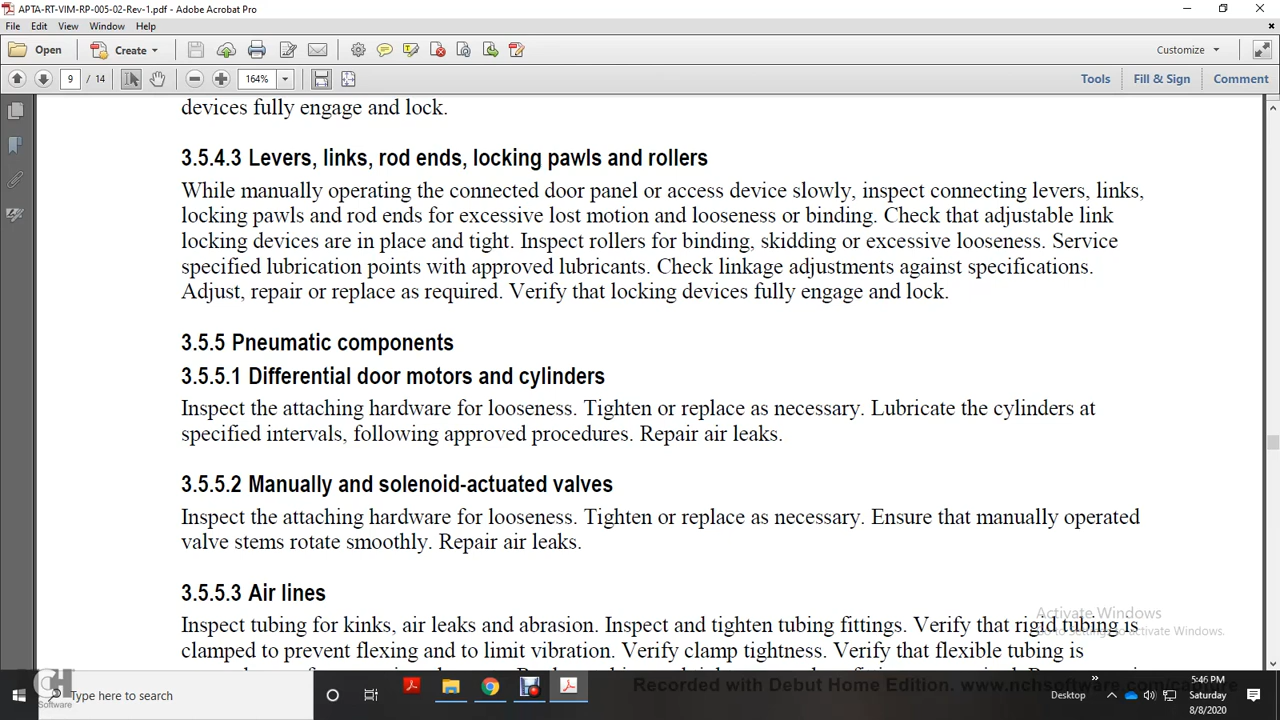 APTA-RT-VIM-RP-005-02-Rev-1.pdf - Adobe Acrobat Pro
File Edit View Window Help
Open Create Customize
9 / 14 164% Tools Fill & Sign Comment
devices fully engage and lock.
3.5.4.3 Levers, links, rod ends, locking pawls and rollers
While manually operating the connected door panel or access device slowly, inspect connecting levers, links,
locking pawls and rod ends for excessive lost motion and looseness or binding. Check that adjustable link
locking devices are in place and tight. Inspect rollers for binding, skidding or excessive looseness. Service
specified lubrication points with approved lubricants. Check linkage adjustments against specifications.
Adjust, repair or replace as required. Verify that locking devices fully engage and lock.
3.5.5 Pneumatic components
3.5.5.1 Differential door motors and cylinders
Inspect the attaching hardware for looseness. Tighten or replace as necessary. Lubricate the cylinders at
specified intervals, following approved procedures. Repair air leaks.
3.5.5.2 Manually and solenoid-actuated valves
Inspect the attaching hardware for looseness. Tighten or replace as necessary. Ensure that manually operated
valve stems rotate smoothly. Repair air leaks.
3.5.5.3 Air lines
Inspect tubing for kinks, air leaks and abrasion. Inspect and tighten tubing fittings. Verify that rigid tubing is
clamped to prevent flexing and to limit vibration. Verify clamp tightness. Verify that flexible tubing is
Activate Windows
Go to Settings to activate Windows.
Recorded with Debut Home Edition. www.nchsoftware.com/capture
NCH Software
Type here to search
Desktop
5:46 PM
Saturday
8/8/2020